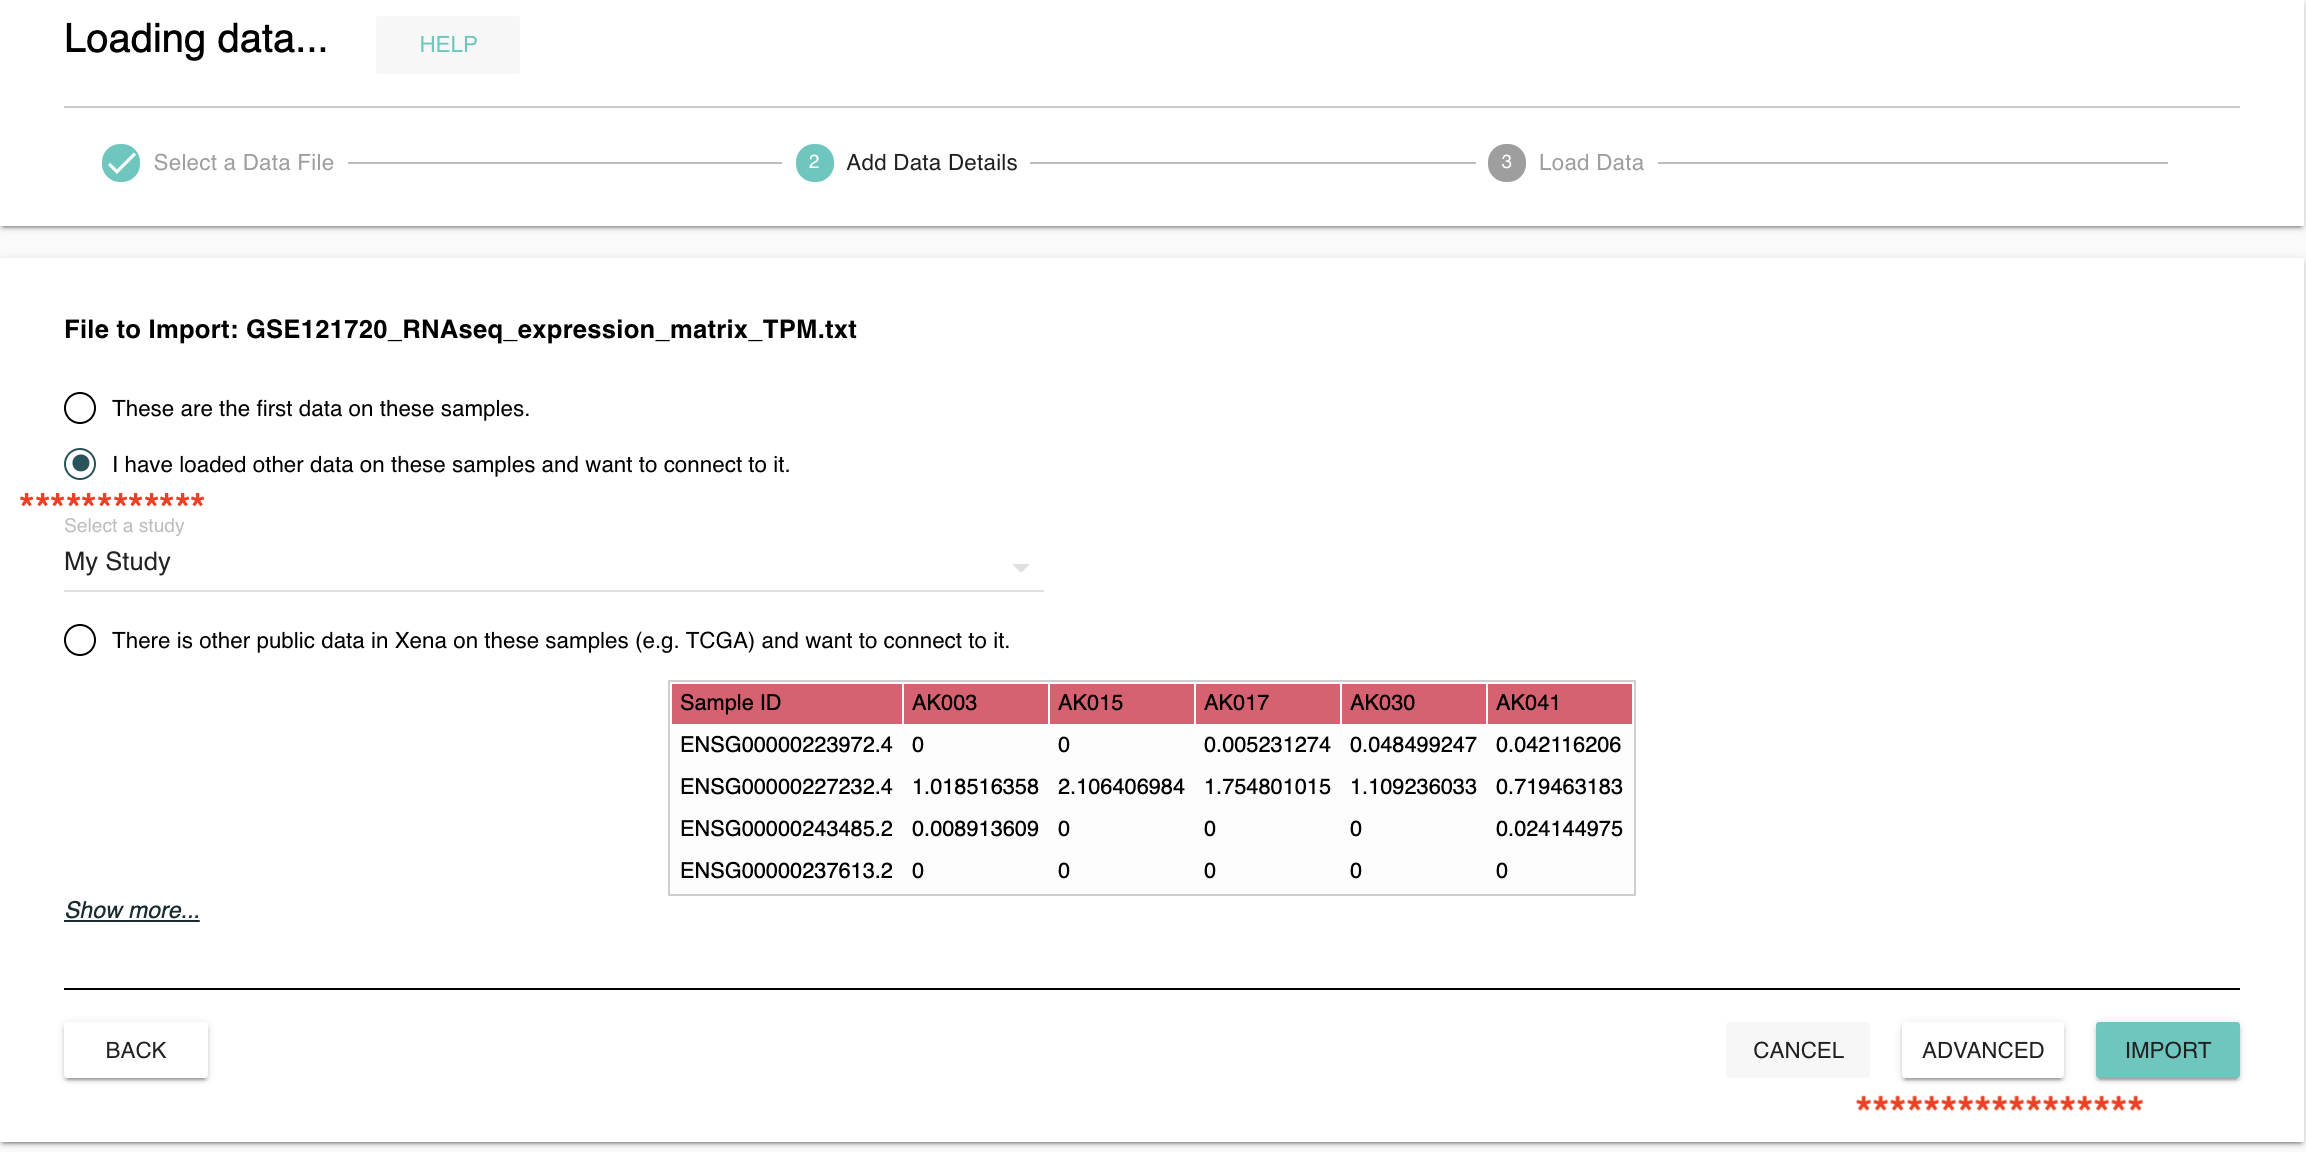 Loading data... HELP
Select a Data File 2 Add Data Details 3 Load Data
File to Import: GSE121720_RNAseq_expression_matrix_TPM.txt
These are the first data on these samples.
I have loaded other data on these samples and want to connect to it.
************
Select a study
My Study
There is other public data in Xena on these samples (e.g. TCGA) and want to connect to it.
Sample ID AK003 AK015 AK017 AK030 AK041
ENSG00000223972.4 0 0 0.005231274 0.048499247 0.042116206
ENSG00000227232.4 1.018516358 2.106406984 1.754801015 1.109236033 0.719463183
ENSG00000243485.2 0.008913609 0 0 0 0.024144975
ENSG00000237613.2 0 0 0 0 0
Show more...
BACK CANCEL ADVANCED IMPORT
*****************